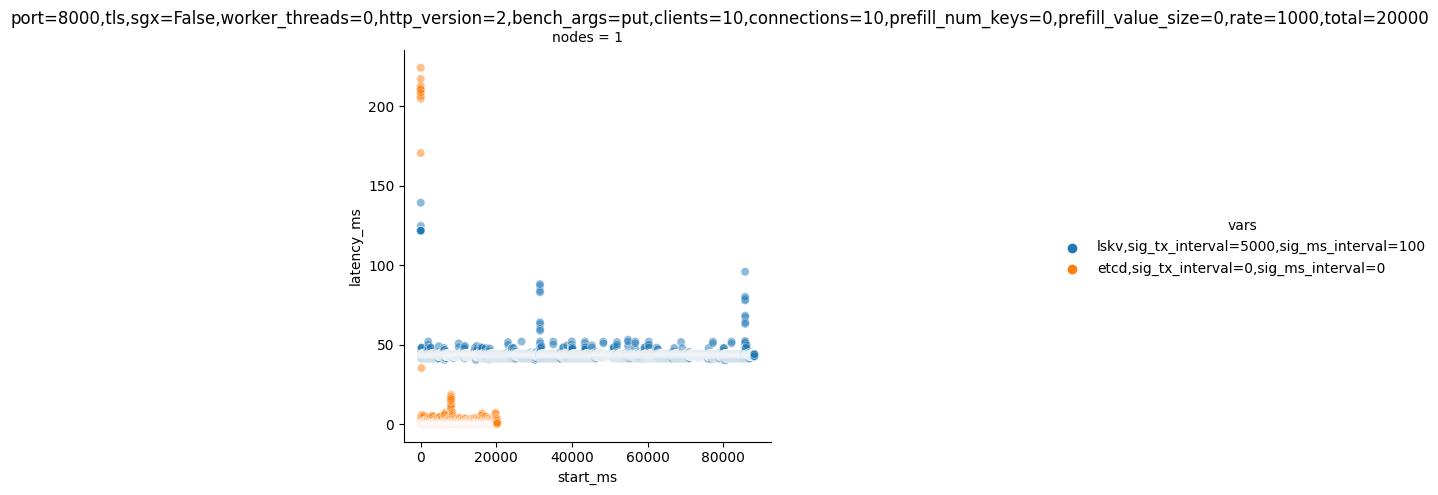 port=8000,tls,sgx=False,worker_threads=0,http_version=2,bench_args=put,clients=10,connections=10,prefill_num_keys=0,prefill_value_size=0,rate=1000,total=20000
nodes = 1
200
150
100
50
0
latency_ms
0
20000
40000
60000
80000
start_ms
vars
lskv,sig_tx_interval=5000,sig_ms_interval=100
etcd,sig_tx_interval=0,sig_ms_interval=0